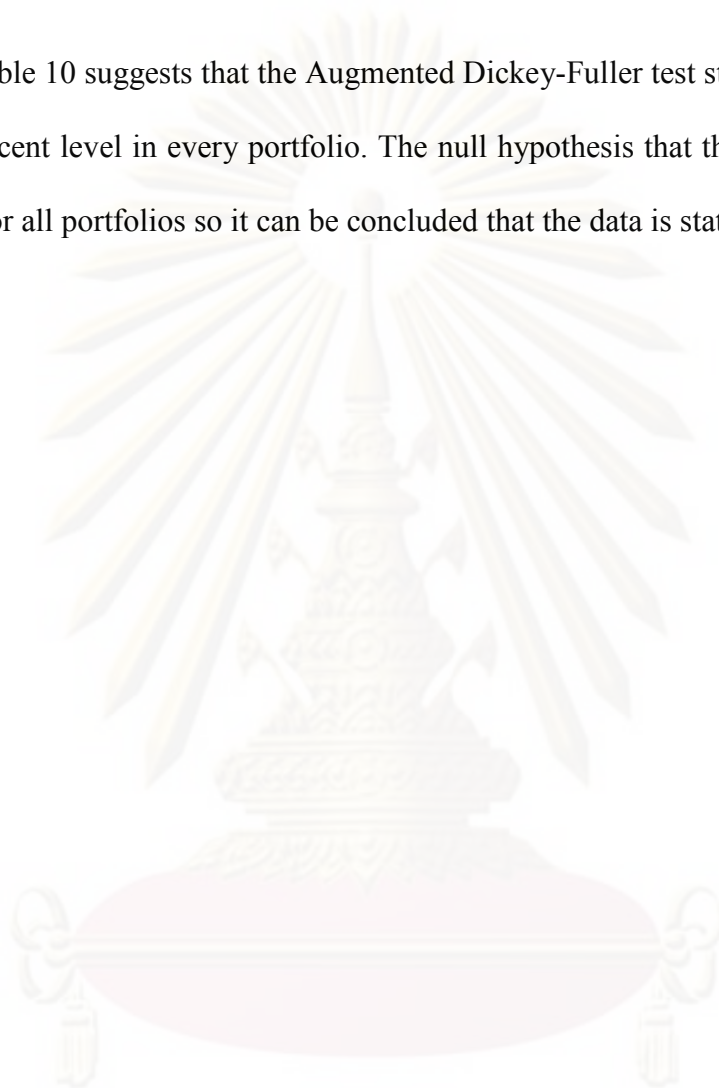 ble 10 suggests that the Augmented Dickey-Fuller test st
cent level in every portfolio. The null hypothesis that th
or all portfolios so it can be concluded that the data is stat